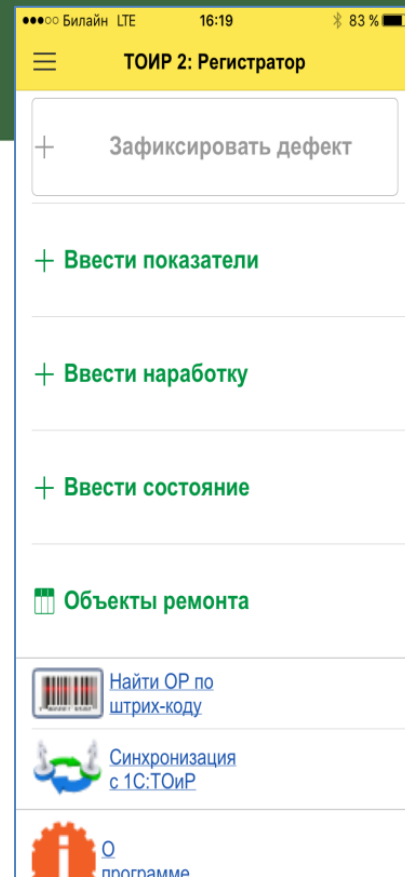 ●●●○○ Билайн LTE 16:19 83 %
ТОИР 2: Регистратор
+ Зафиксировать дефект
+ Ввести показатели
+ Ввести наработку
+ Ввести состояние
Объекты ремонта
Найти ОР по
штрих-коду
Синхронизация
с 1С:ТОиР
О
программе